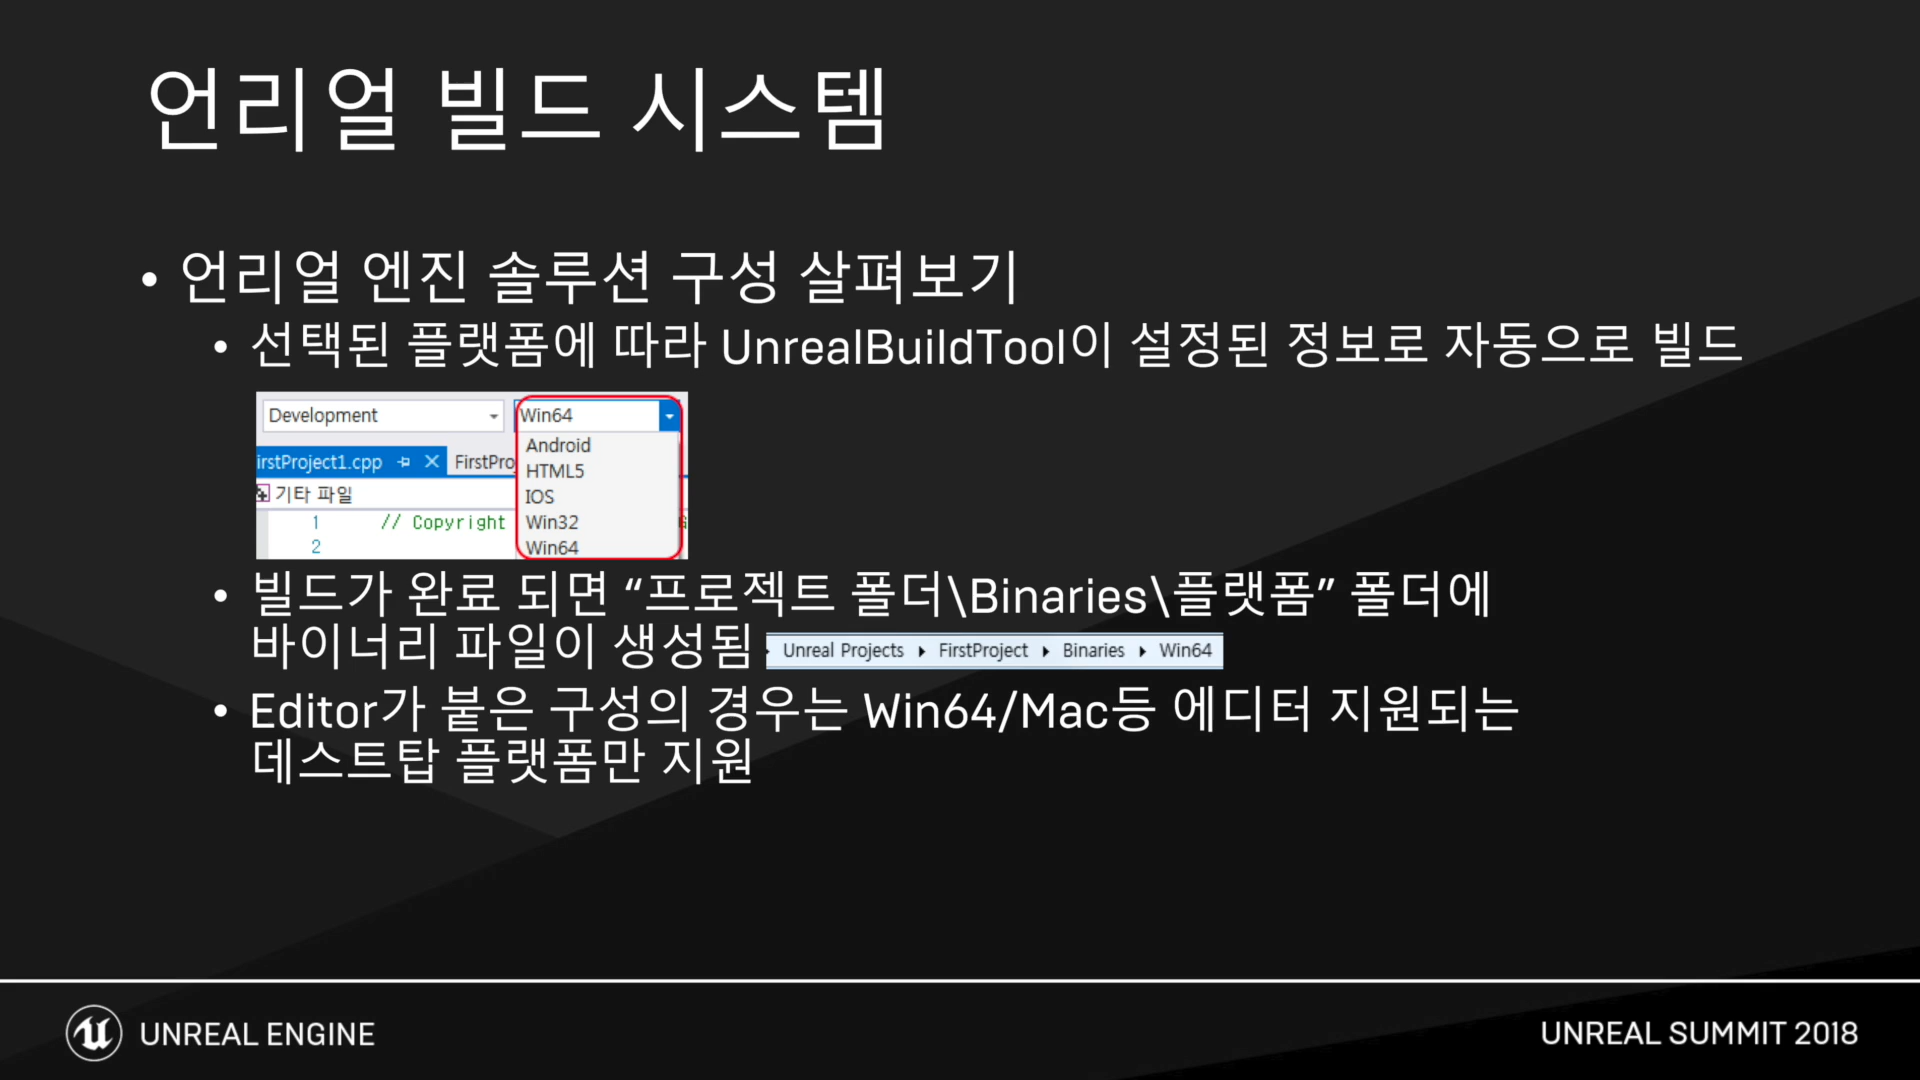 언리얼 빌드 시스템
• 언리얼 엔진 솔루션 구성 살펴보기
• 선택된 플랫폼에 따라 UnrealBuildTool이 설정된 정보로 자동으로 빌드
Development Win64
Android
irstProject1.cpp FirstPro
HTML5
기타 파일
IOS
1 // Copyright
Win32
2
Win64
• 빌드가 완료 되면 “프로젝트 폴더\Binaries\플랫폼” 폴더에
바이너리 파일이 생성됨 Unreal Projects FirstProject Binaries Win64
• Editor가 붙은 구성의 경우는 Win64/Mac등 에디터 지원되는
데스트탑 플랫폼만 지원
UNREAL ENGINE
UNREAL SUMMIT 2018